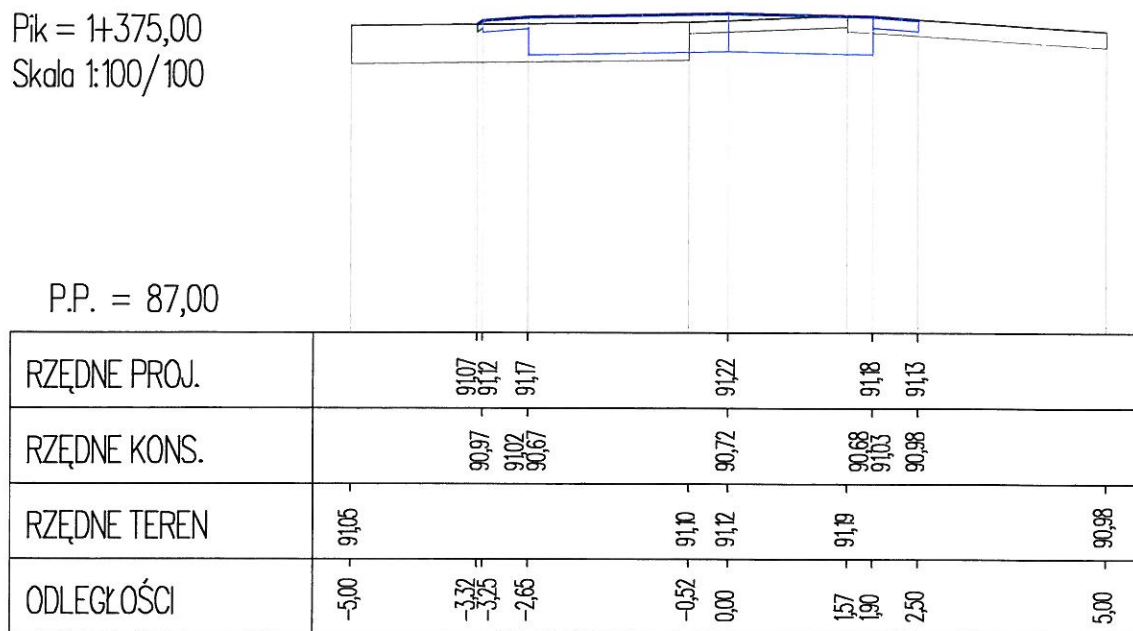 Pik = 1+375,00
Skala 1:100/100
P.P. = 87,00
RZĘDNE PROJ. 91,07 91,12 91,17 91,22 91,18 91,13
RZĘDNE KONS. 90,97 91,02 90,67 90,72 90,68 91,03 90,98
RZĘDNE TEREN 91,05 91,10 91,12 91,19 90,98
ODLEGŁOŚCI -5,00 -3,32 -3,25 -2,65 -0,52 0,00 1,57 1,90 2,50 5,00